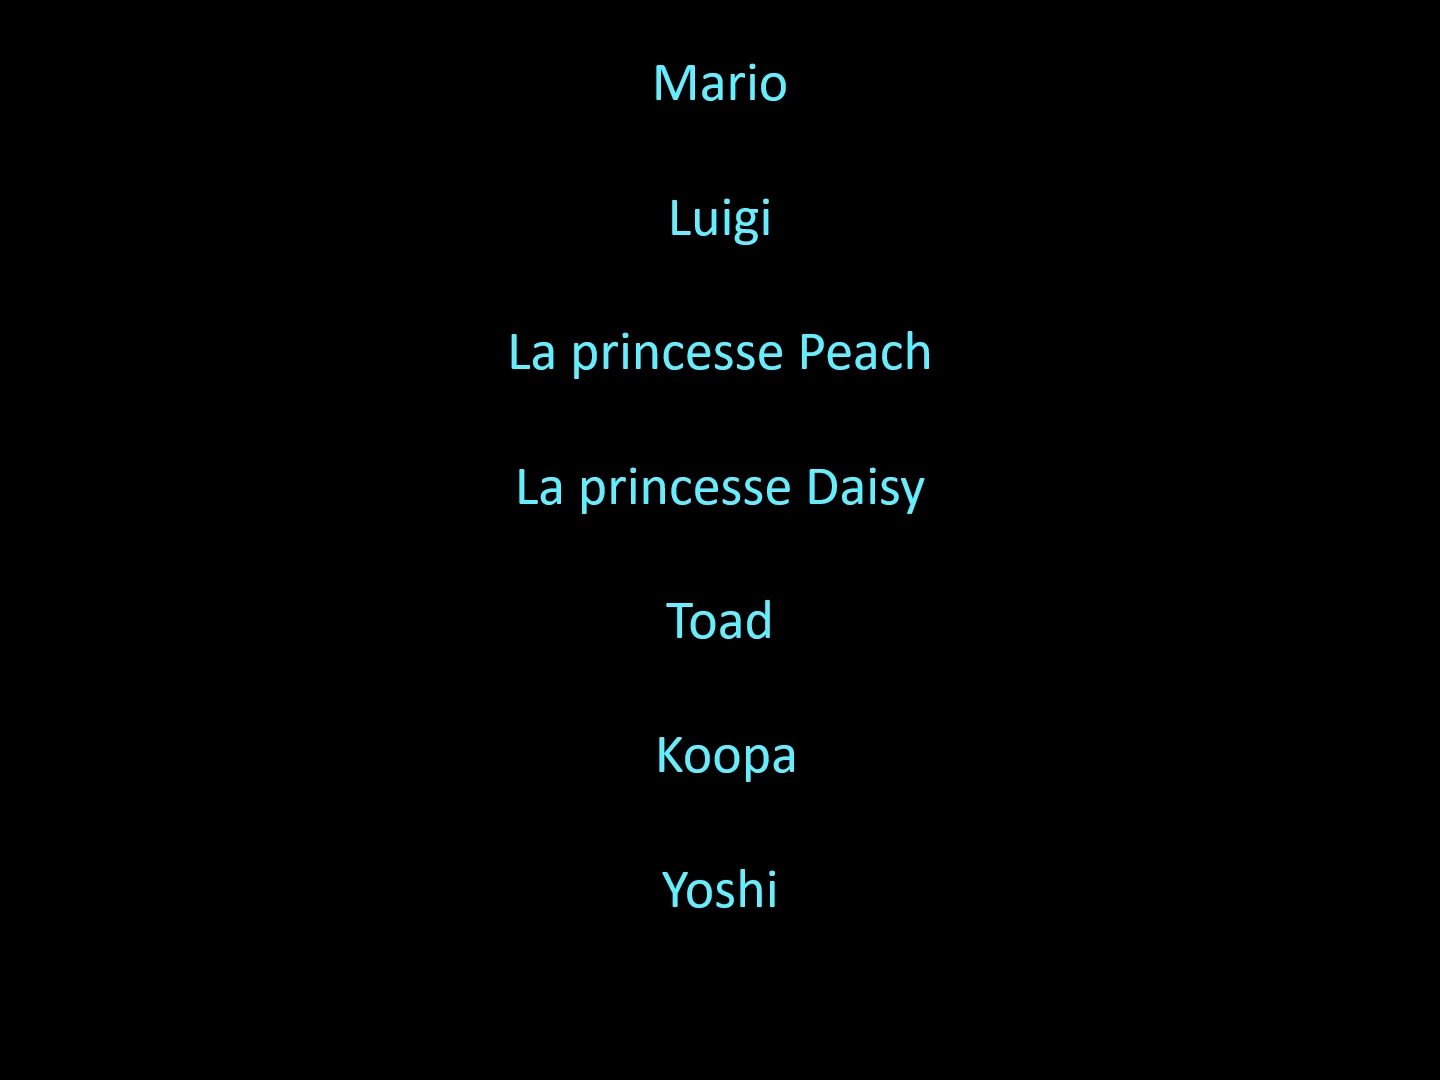 Mario
Luigi
La princesse Peach
La princesse Daisy
Toad
Koopa
Yoshi